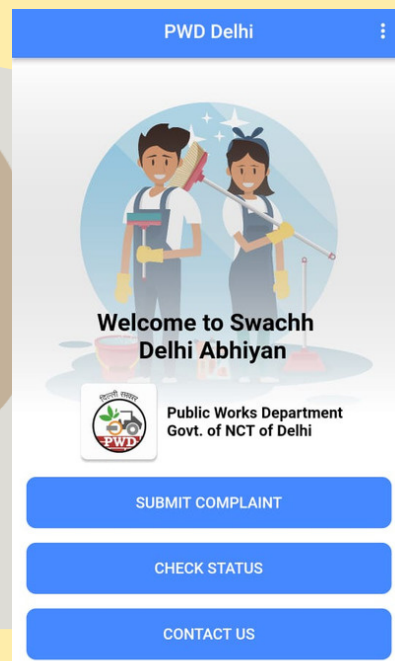 PWD Delhi
Welcome to Swachh
Delhi Abhiyan
दिल्ली सरकार
PWD
Public Works Department
Govt. of NCT of Delhi
SUBMIT COMPLAINT
CHECK STATUS
CONTACT US